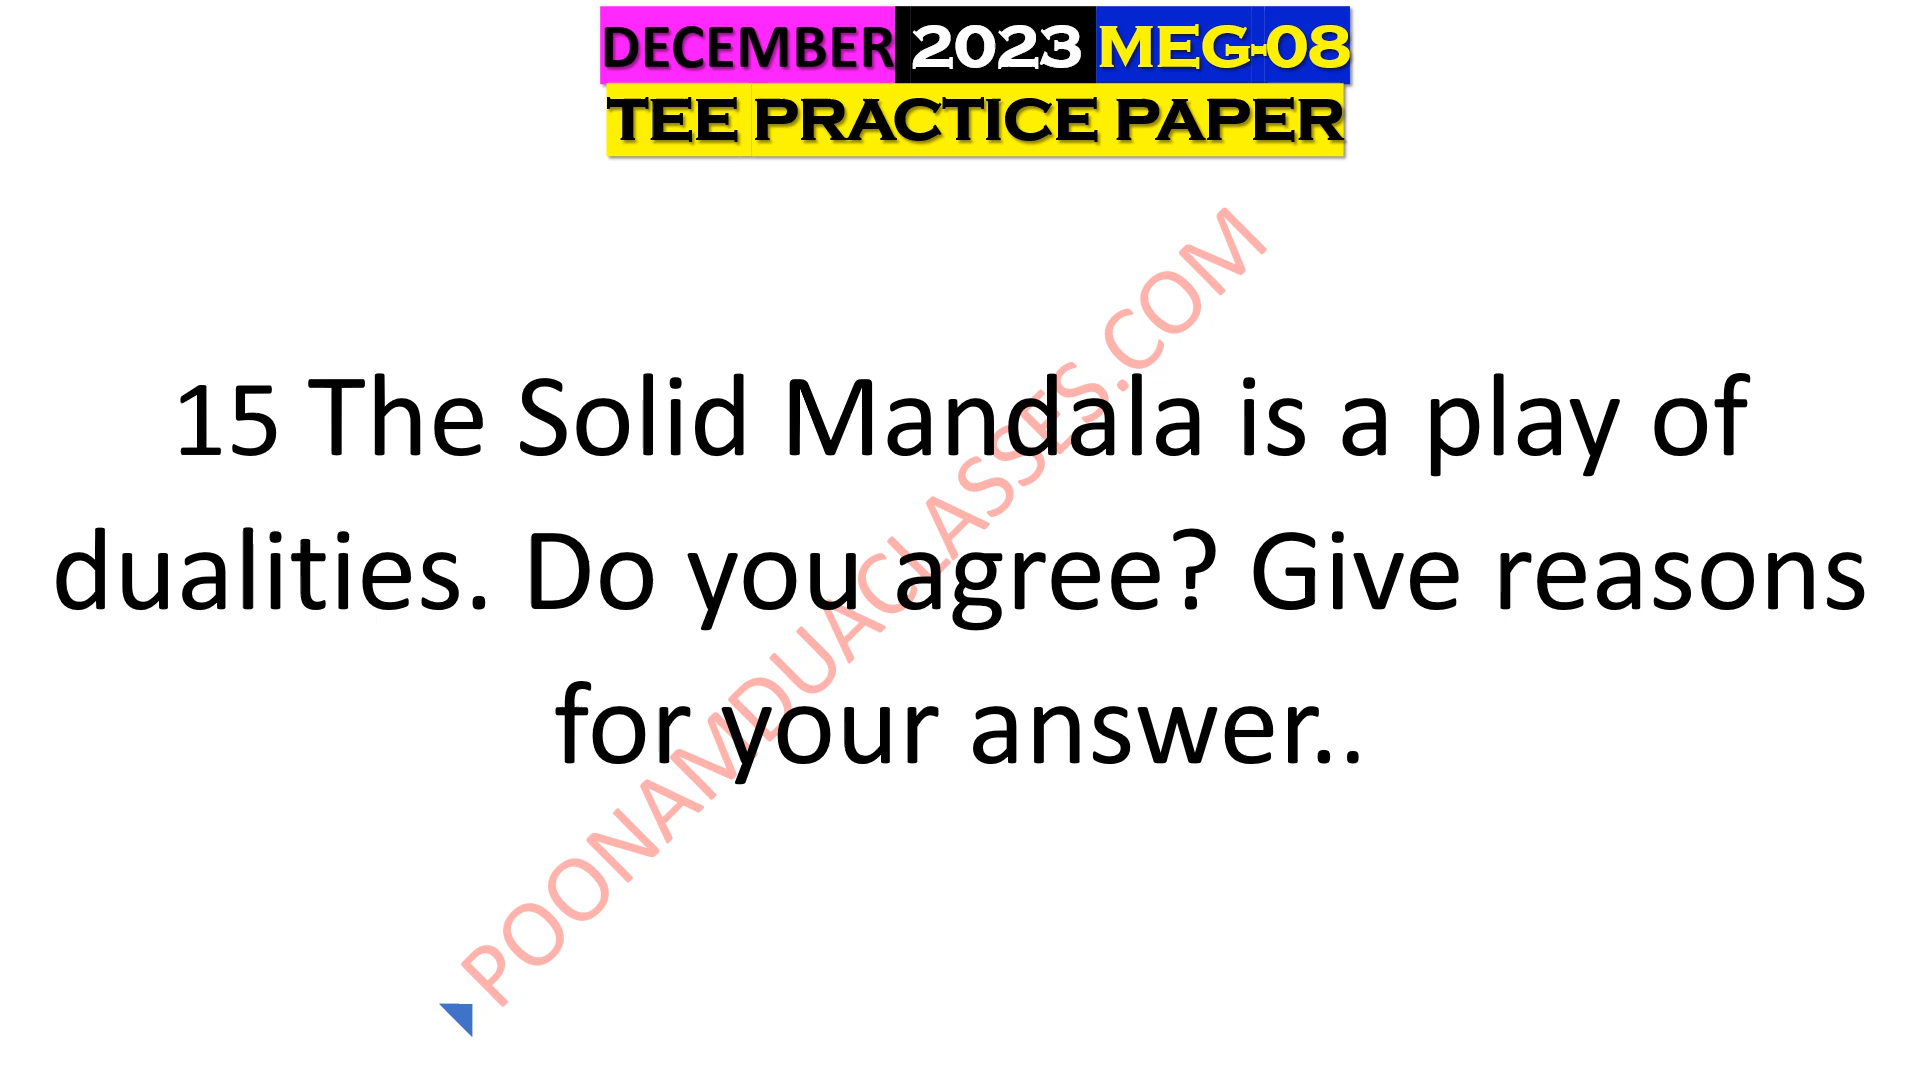 DECEMBER 2023 MEG-08
TEE PRACTICE PAPER
15 The Solid Mandala is a play of
dualities. Do you agree? Give reasons
for your answer..
POONAMDUACLASSES.COM